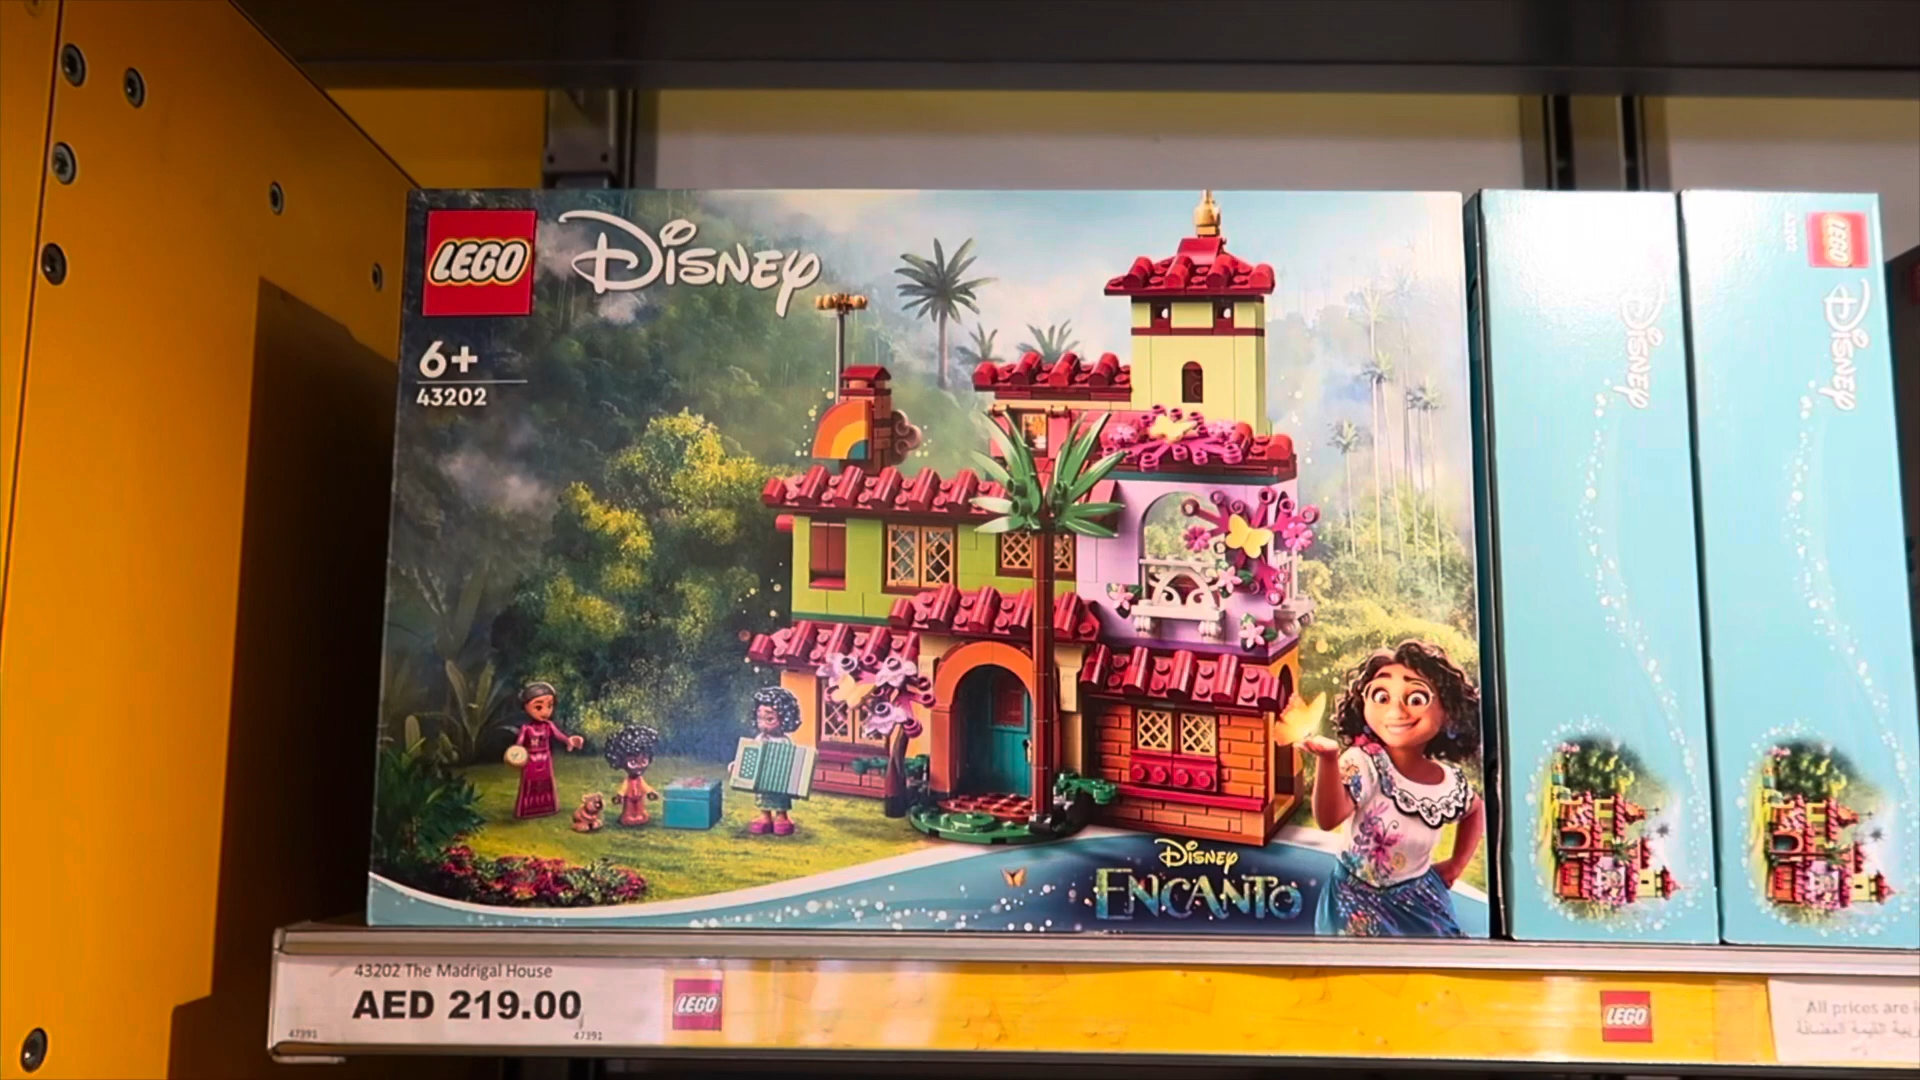 LEGO
DISNEY
6+
43202
DISNEY
ENCANTO
DISNEY
LEGO
DISNEY
43202
43202 The Madrigal House
AED 219.00
47391
47391
LEGO
LEGO
All prices are